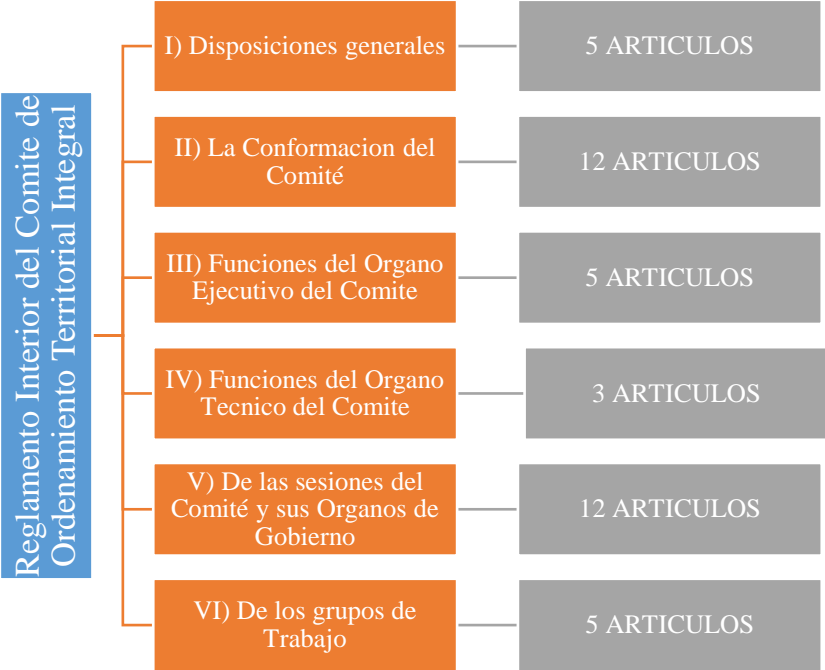 Reglamento Interior del Comite de
Ordenamiento Territorial Integral
I) Disposiciones generales
5 ARTICULOS
II) La Conformacion del
Comité
12 ARTICULOS
III) Funciones del Organo
Ejecutivo del Comite
5 ARTICULOS
IV) Funciones del Organo
Tecnico del Comite
3 ARTICULOS
V) De las sesiones del
Comité y sus Organos de
Gobierno
12 ARTICULOS
VI) De los grupos de
Trabajo
5 ARTICULOS